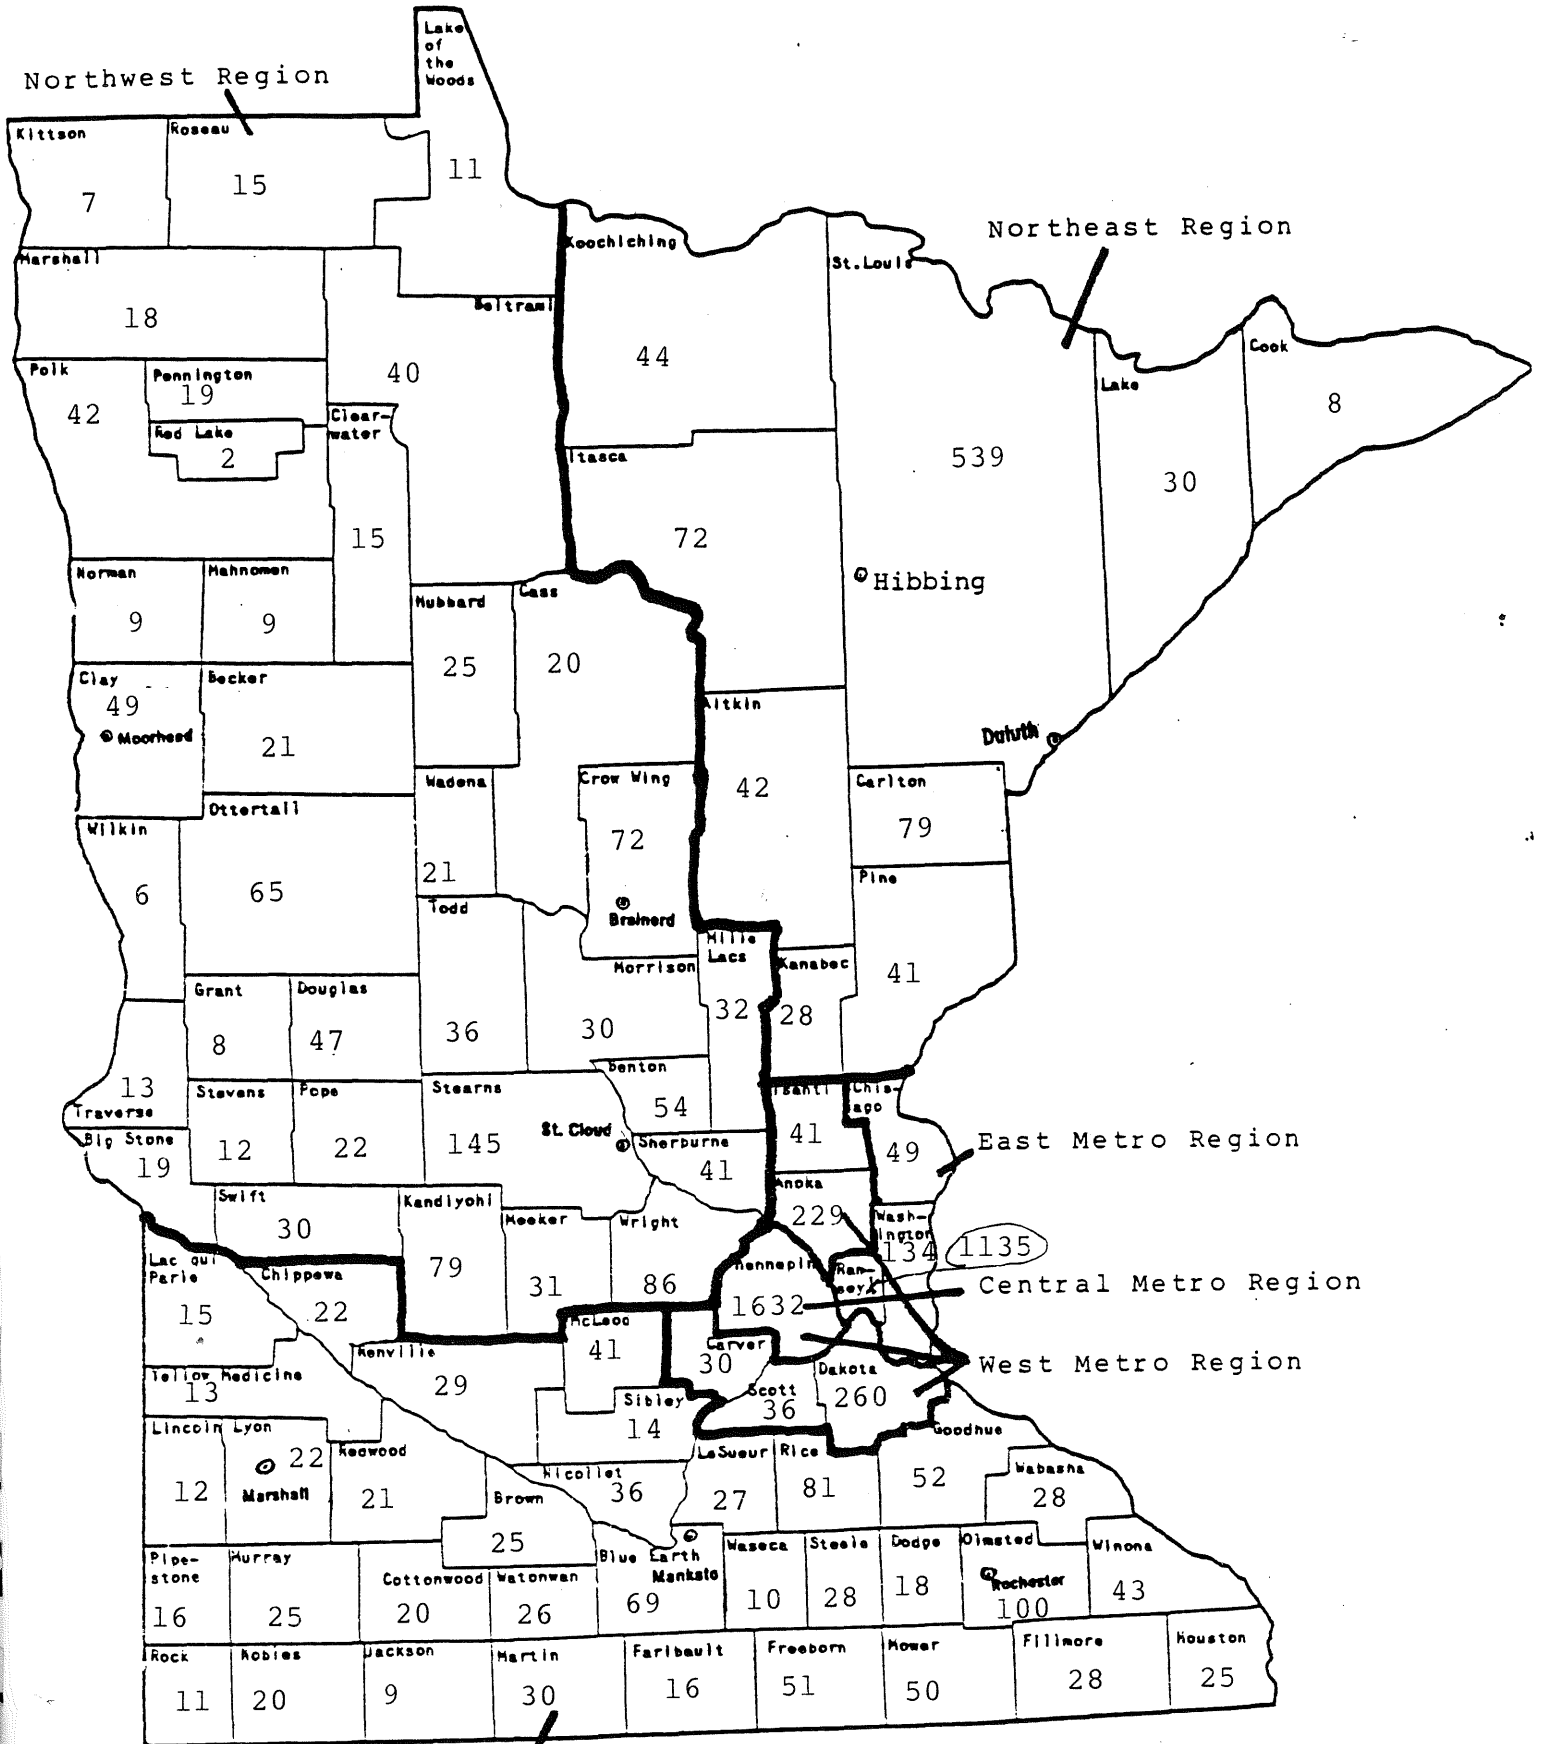 Lake
of
the
Woods
Northwest Region
Kittson
Roseau
11
15
7
Koochiching
Northeast Region
Marshall
St.Louis
Beltrami
18
Cook
44
Polk
Pennington
40
Lake
19
8
42
Clear-
water
Red Lake
2
Itasca
539
30
15
72
Norman
Mahnomen
Hibbing
Cass
Hubbard
9
9
20
25
Clay
Becker
49
Aitkin
Moorhead
Duluth
21
Wadena
Crow Wing
Carlton
42
Ottertail
Wilkin
79
72
21
Pine
6
65
Todd
Brainerd
Mille
Lacs
Morrison
Kanabec
41
Grant
Douglas
32
28
36
30
8
47
Benton
13
Stevens
Pope
Stearns
Isanti
Chis-
ago
Traverse
54
St. Cloud
41
Big Stone
Sherburne
East Metro Region
12
22
145
49
19
41
Anoka
Swift
Kandiyohi
Meeker
Wright
229
Wash-
ington
30
134
1135
Lac qui
Parle
Chippewa
79
Hennepin
Ram-
sey
31
86
Central Metro Region
15
22
1632
McLeod
41
Carver
Renville
30
Dakota
West Metro Region
Yellow Medicine
13
29
Scott
260
Sibley
36
14
Lincoln
Lyon
Goodhue
Redwood
LeSueur
Rice
22
Nicollet
Wabasha
12
Marshall
21
Brown
36
27
81
52
28
25
Pipe-
stone
Murray
Blue Earth
Waseca
Steele
Dodge
Olmsted
Winona
Cottonwood
Watonwan
Mankato
Rochester
16
25
20
26
69
10
28
18
100
43
Rock
Nobles
Jackson
Martin
Faribault
Freeborn
Mower
Fillmore
Houston
11
20
9
30
16
51
50
28
25